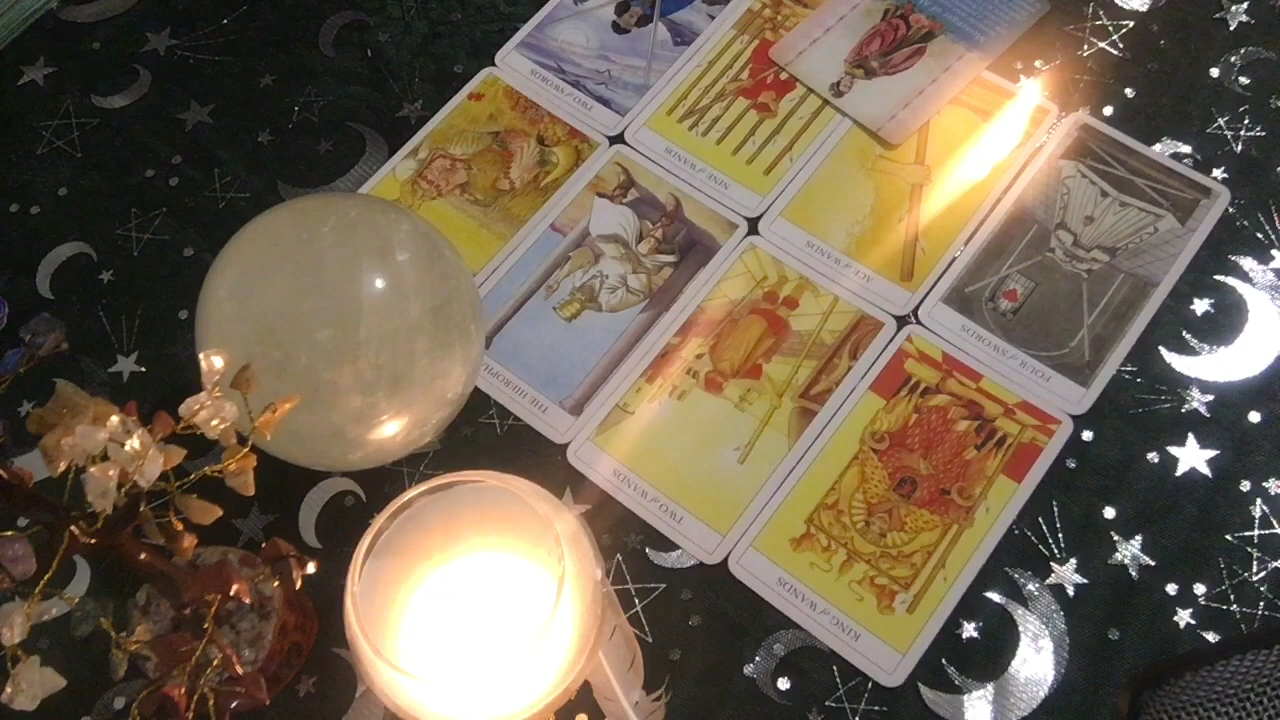 TWO of SWORDS
NINE of WANDS
ACE of WANDS
FOUR of SWORDS
THE HIEROPH
TWO of WANDS
KING of WANDS